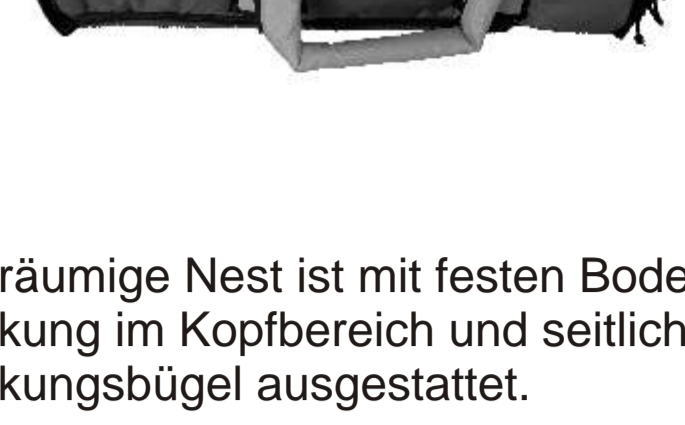 räumige Nest ist mit festen Bode
kung im Kopfbereich und seitlich
kungsbügel ausgestattet.